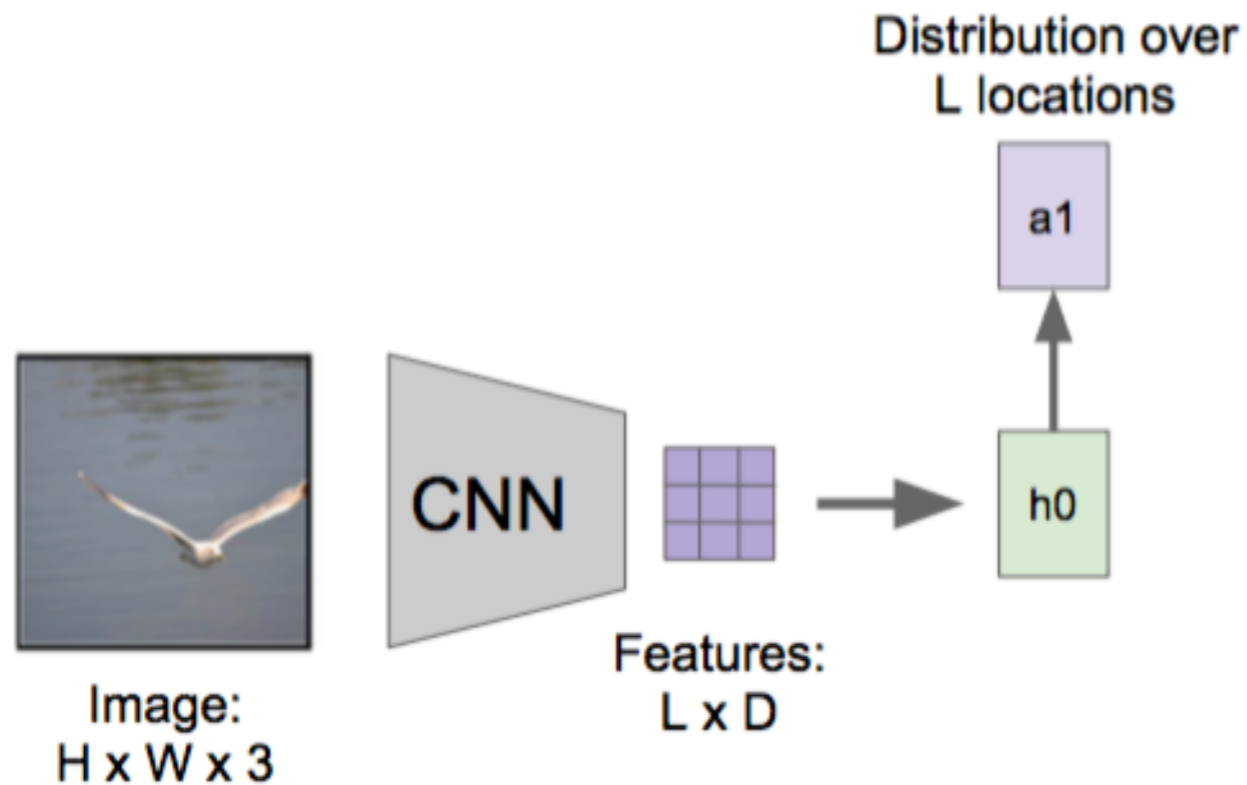 Distribution over
L locations
a1
CNN
h0
Features:
L x D
Image:
H x W x 3